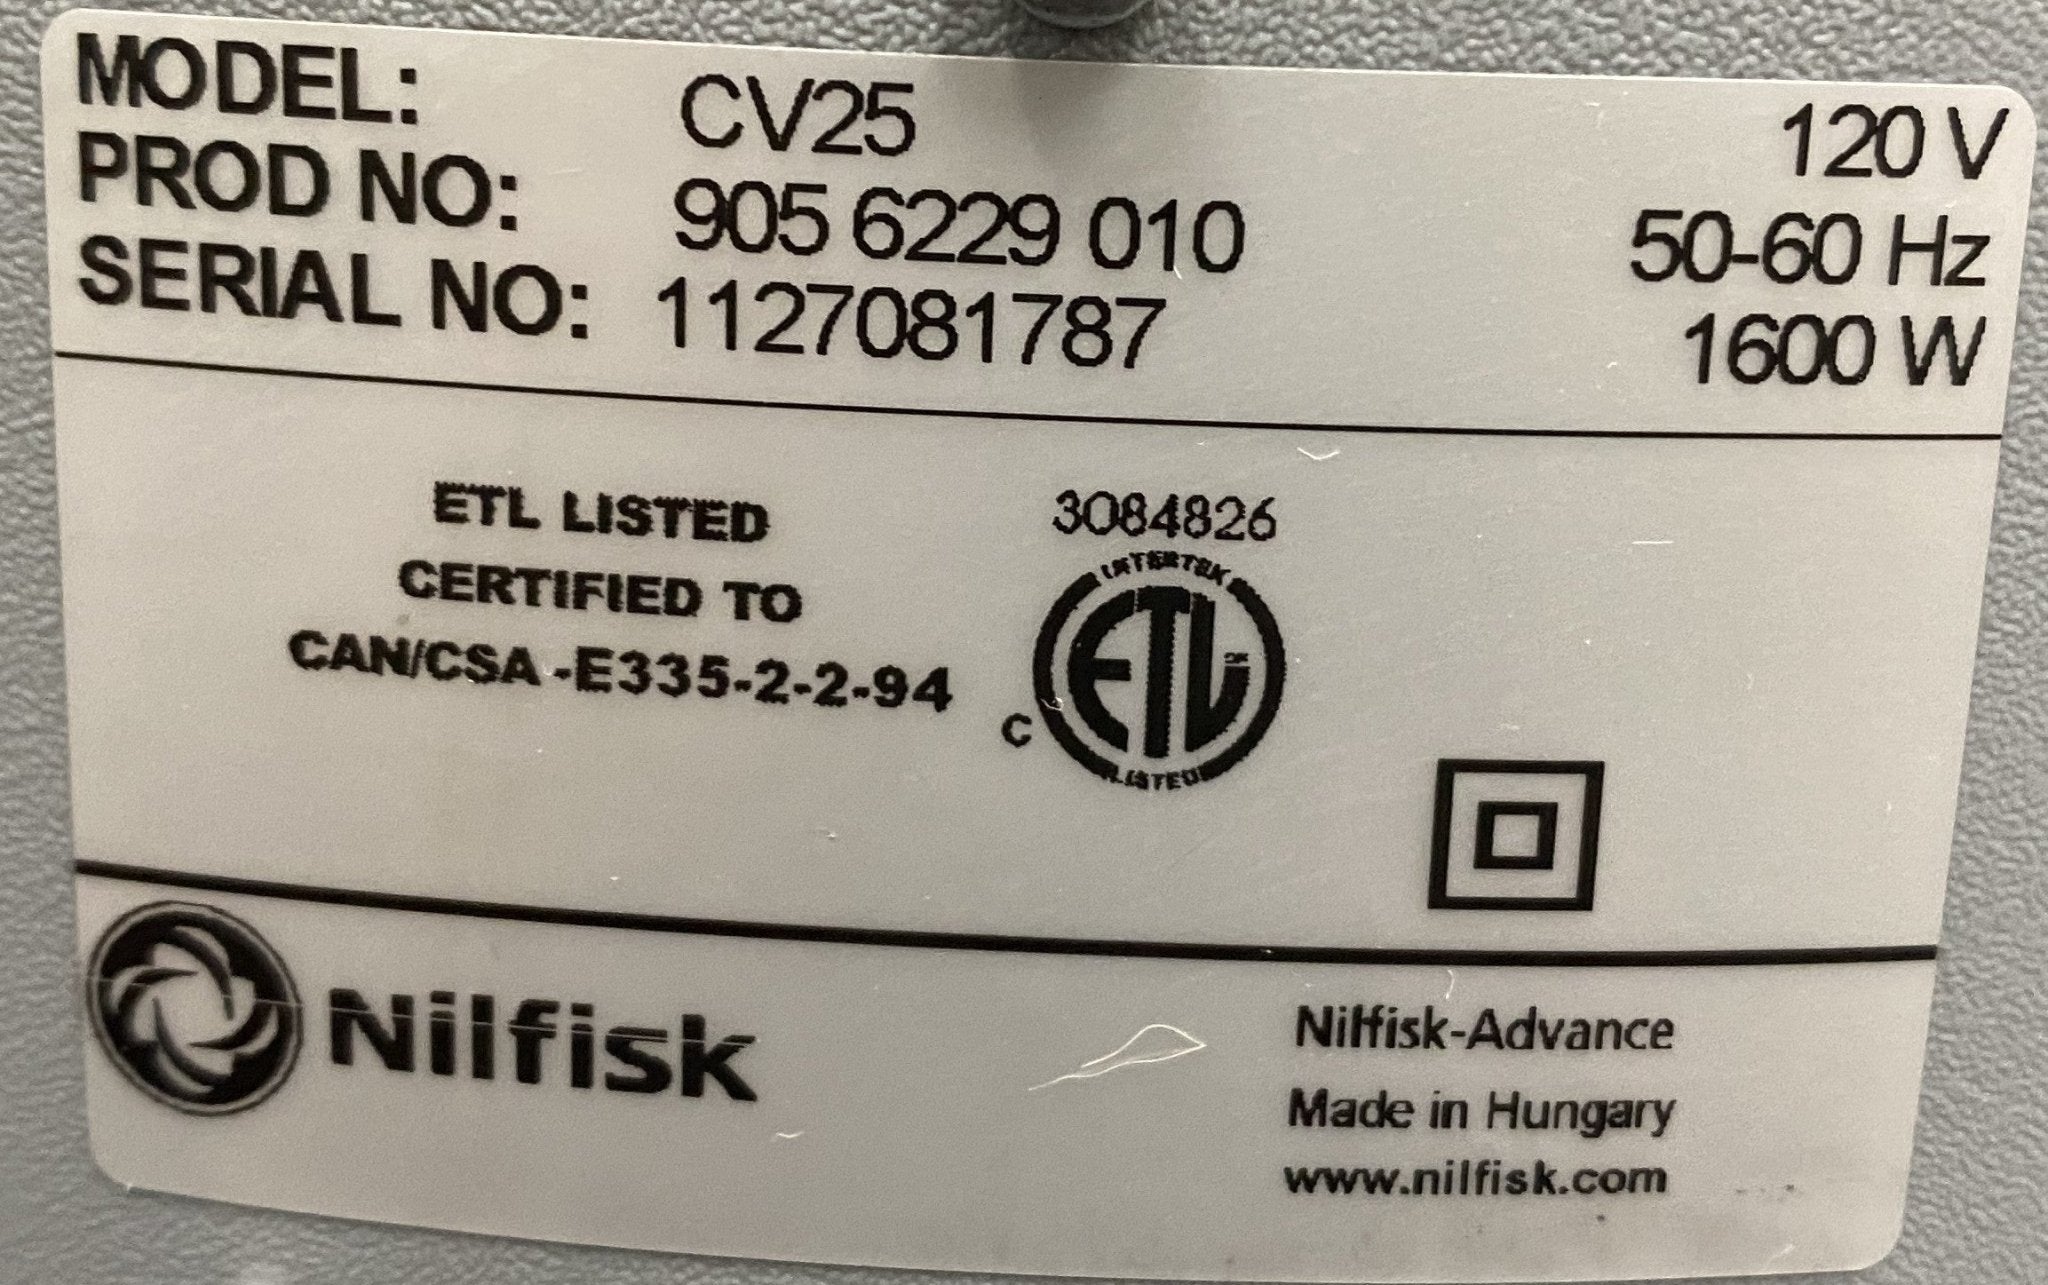 MODEL: CV25 120 V
PROD NO: 905 6229 010 50-60 Hz
SERIAL NO: 1127081787 1600 W
ETL LISTED
CERTIFIED TO
CAN/CSA-E335-2-2-94
3084826
INTERTEK
ETL
C
LISTED
Nilfisk
Nilfisk-Advance
Made in Hungary
www.nilfisk.com